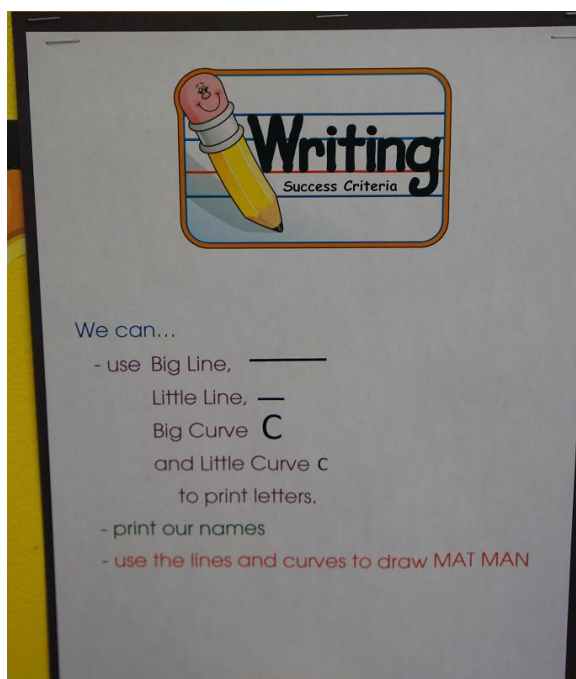 Writing
Success Criteria
We can...
- use Big Line,
Little Line,
Big Curve C
and Little Curve c
to print letters.
- print our names
- use the lines and curves to draw MAT MAN